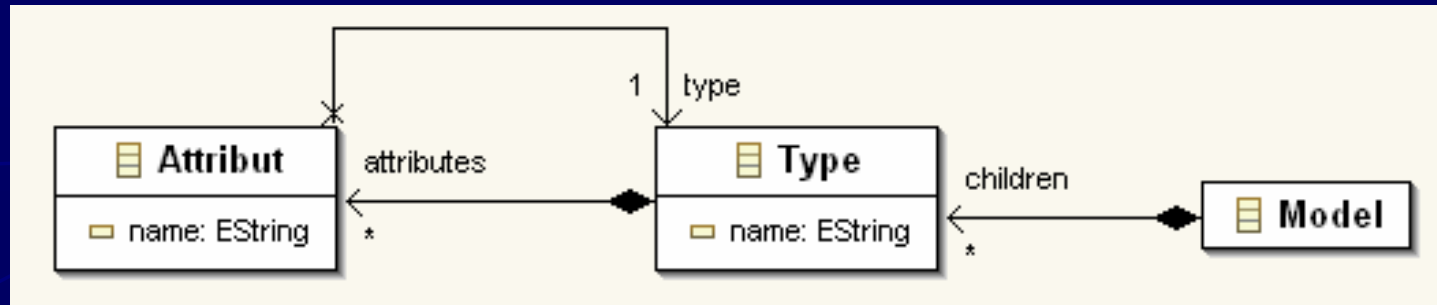 1 type
Attribut
attributes
name: EString
*
Type
name: EString
children
*
Model